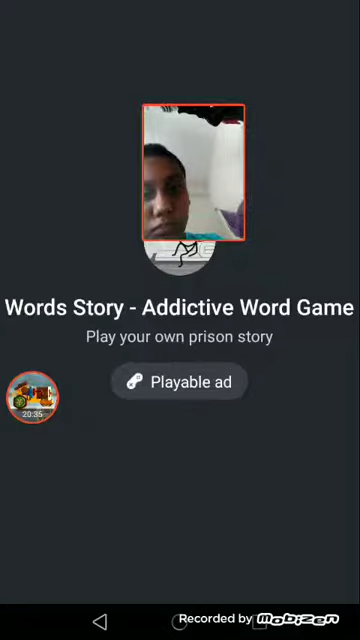 Words Story - Addictive Word Game
Play your own prison story
Playable ad
20:35
Recorded by mobizen